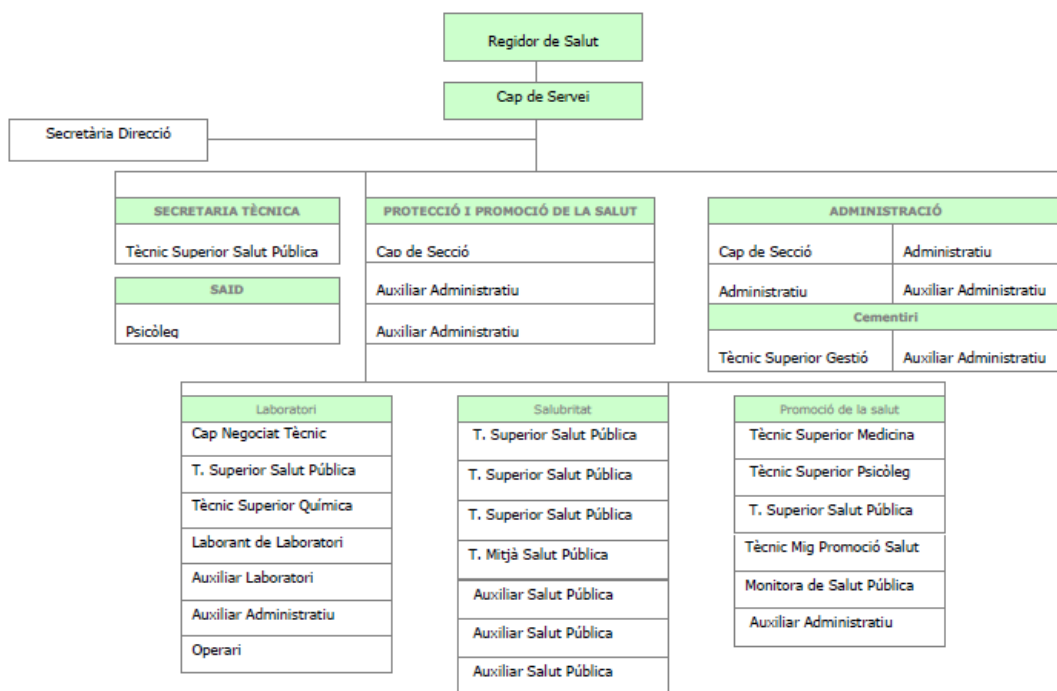 Regidor de Salut
Cap de Servei
Secretària Direcció
SECRETARIA TÈCNICA
Tècnic Superior Salut Pública
SAID
Psicòleg
PROTECCIÓ I PROMOCIÓ DE LA SALUT
Cap de Secció
Auxiliar Administratiu
Auxiliar Administratiu
ADMINISTRACIÓ
Cap de Secció
Administratiu
Administratiu
Auxiliar Administratiu
Cementiri
Tècnic Superior Gestió
Auxiliar Administratiu
Laboratori
Cap Negociat Tècnic
T. Superior Salut Pública
Tècnic Superior Química
Laborant de Laboratori
Auxiliar Laboratori
Auxiliar Administratiu
Operari
Salubritat
T. Superior Salut Pública
T. Superior Salut Pública
T. Superior Salut Pública
T. Mitjà Salut Pública
Auxiliar Salut Pública
Auxiliar Salut Pública
Auxiliar Salut Pública
Promoció de la salut
Tècnic Superior Medicina
Tècnic Superior Psicòleg
T. Superior Salut Pública
Tècnic Mig Promoció Salut
Monitora de Salut Pública
Auxiliar Administratiu